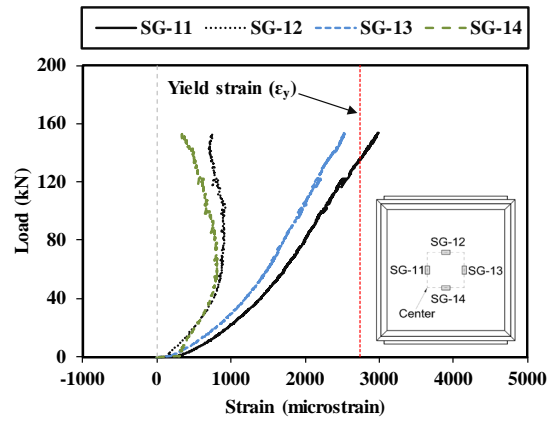 SG-11 SG-12 SG-13 SG-14
200
160
120
80
40
0
Load (kN)
Yield strain (εy)
SG-12
SG-11 SG-13
SG-14
Center
-1000 0 1000 2000 3000 4000 5000
Strain (microstrain)